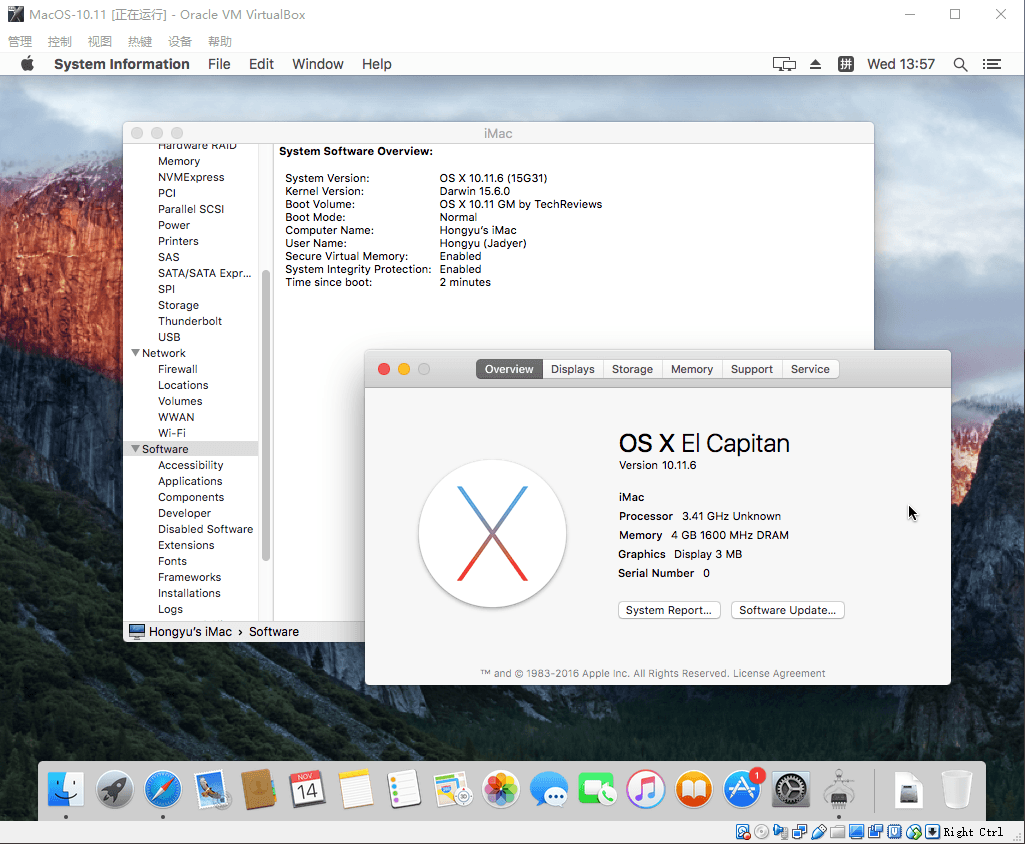 MacOS-10.11 [正在运行] - Oracle VM VirtualBox
管理 控制 视图 热键 设备 帮助
System Information File Edit Window Help 拼 Wed 13:57
iMac
Hardware RAID
Memory
NVMExpress
PCI
Parallel SCSI
Power
Printers
SAS
SATA/SATA Expr...
SPI
Storage
Thunderbolt
USB
Network
Firewall
Locations
Volumes
WWAN
Wi-Fi
Software
Accessibility
Applications
Components
Developer
Disabled Software
Extensions
Fonts
Frameworks
Installations
Logs
System Software Overview:
System Version: OS X 10.11.6 (15G31)
Kernel Version: Darwin 15.6.0
Boot Volume: OS X 10.11 GM by TechReviews
Boot Mode: Normal
Computer Name: Hongyu's iMac
User Name: Hongyu (Jadyer)
Secure Virtual Memory: Enabled
System Integrity Protection: Enabled
Time since boot: 2 minutes
Hongyu's iMac › Software
Overview Displays Storage Memory Support Service
OS X El Capitan
Version 10.11.6
iMac
Processor 3.41 GHz Unknown
Memory 4 GB 1600 MHz DRAM
Graphics Display 3 MB
Serial Number 0
System Report... Software Update...
™ and © 1983-2016 Apple Inc. All Rights Reserved. License Agreement
NOV
14
1
Right Ctrl